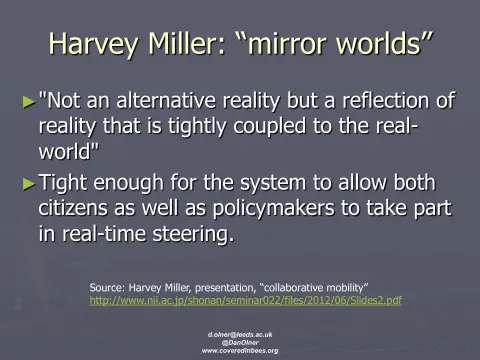 Harvey Miller: “mirror worlds”
►"Not an alternative reality but a reflection of
reality that is tightly coupled to the real-
world"
►Tight enough for the system to allow both
citizens as well as policymakers to take part
in real-time steering.
Source: Harvey Miller, presentation, “collaborative mobility”
http://www.nii.ac.jp/shonan/seminar022/files/2012/06/Slides2.pdf
d.olner@leeds.ac.uk
@DanOlner
www.coveredinbees.org